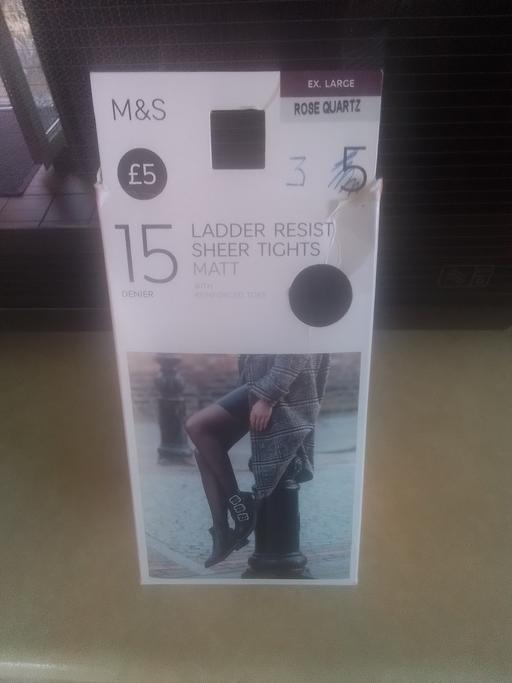 EX. LARGE
M&S
ROSE QUARTZ
£5
3 5
15
DENIER
LADDER RESIST
SHEER TIGHTS
MATT
WITH
REINFORCED TOES